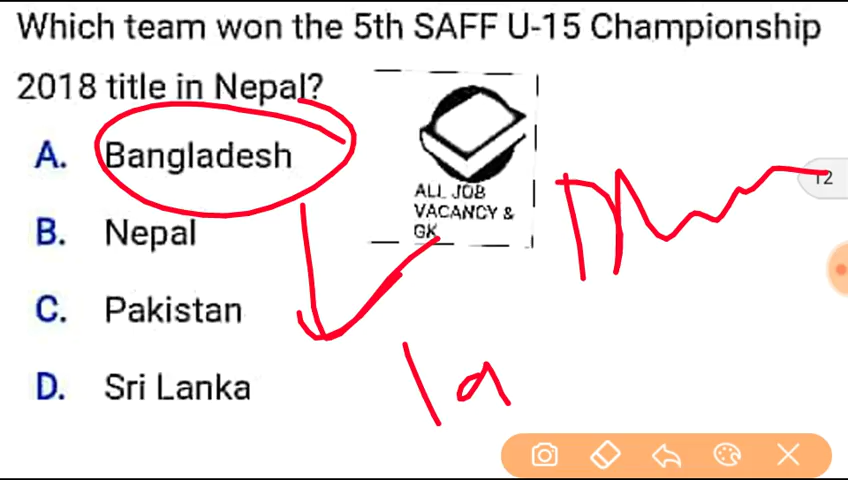 Which team won the 5th SAFF U-15 Championship
2018 title in Nepal?
A. Bangladesh
ALL JOB
VACANCY &
GK
12
B. Nepal
C. Pakistan
D. Sri Lanka